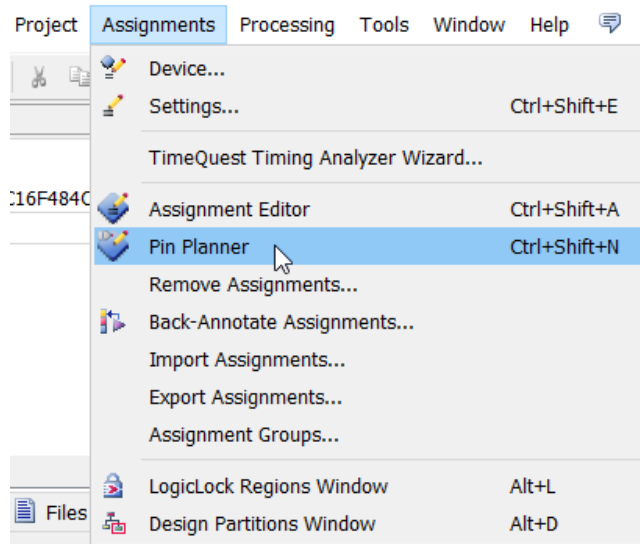 Project Assignments Processing Tools Window Help
Device...
Settings... Ctrl+Shift+E
TimeQuest Timing Analyzer Wizard...
C16F484C
Assignment Editor Ctrl+Shift+A
Pin Planner Ctrl+Shift+N
Remove Assignments...
Back-Annotate Assignments...
Import Assignments...
Export Assignments...
Assignment Groups...
LogicLock Regions Window Alt+L
Files
Design Partitions Window Alt+D